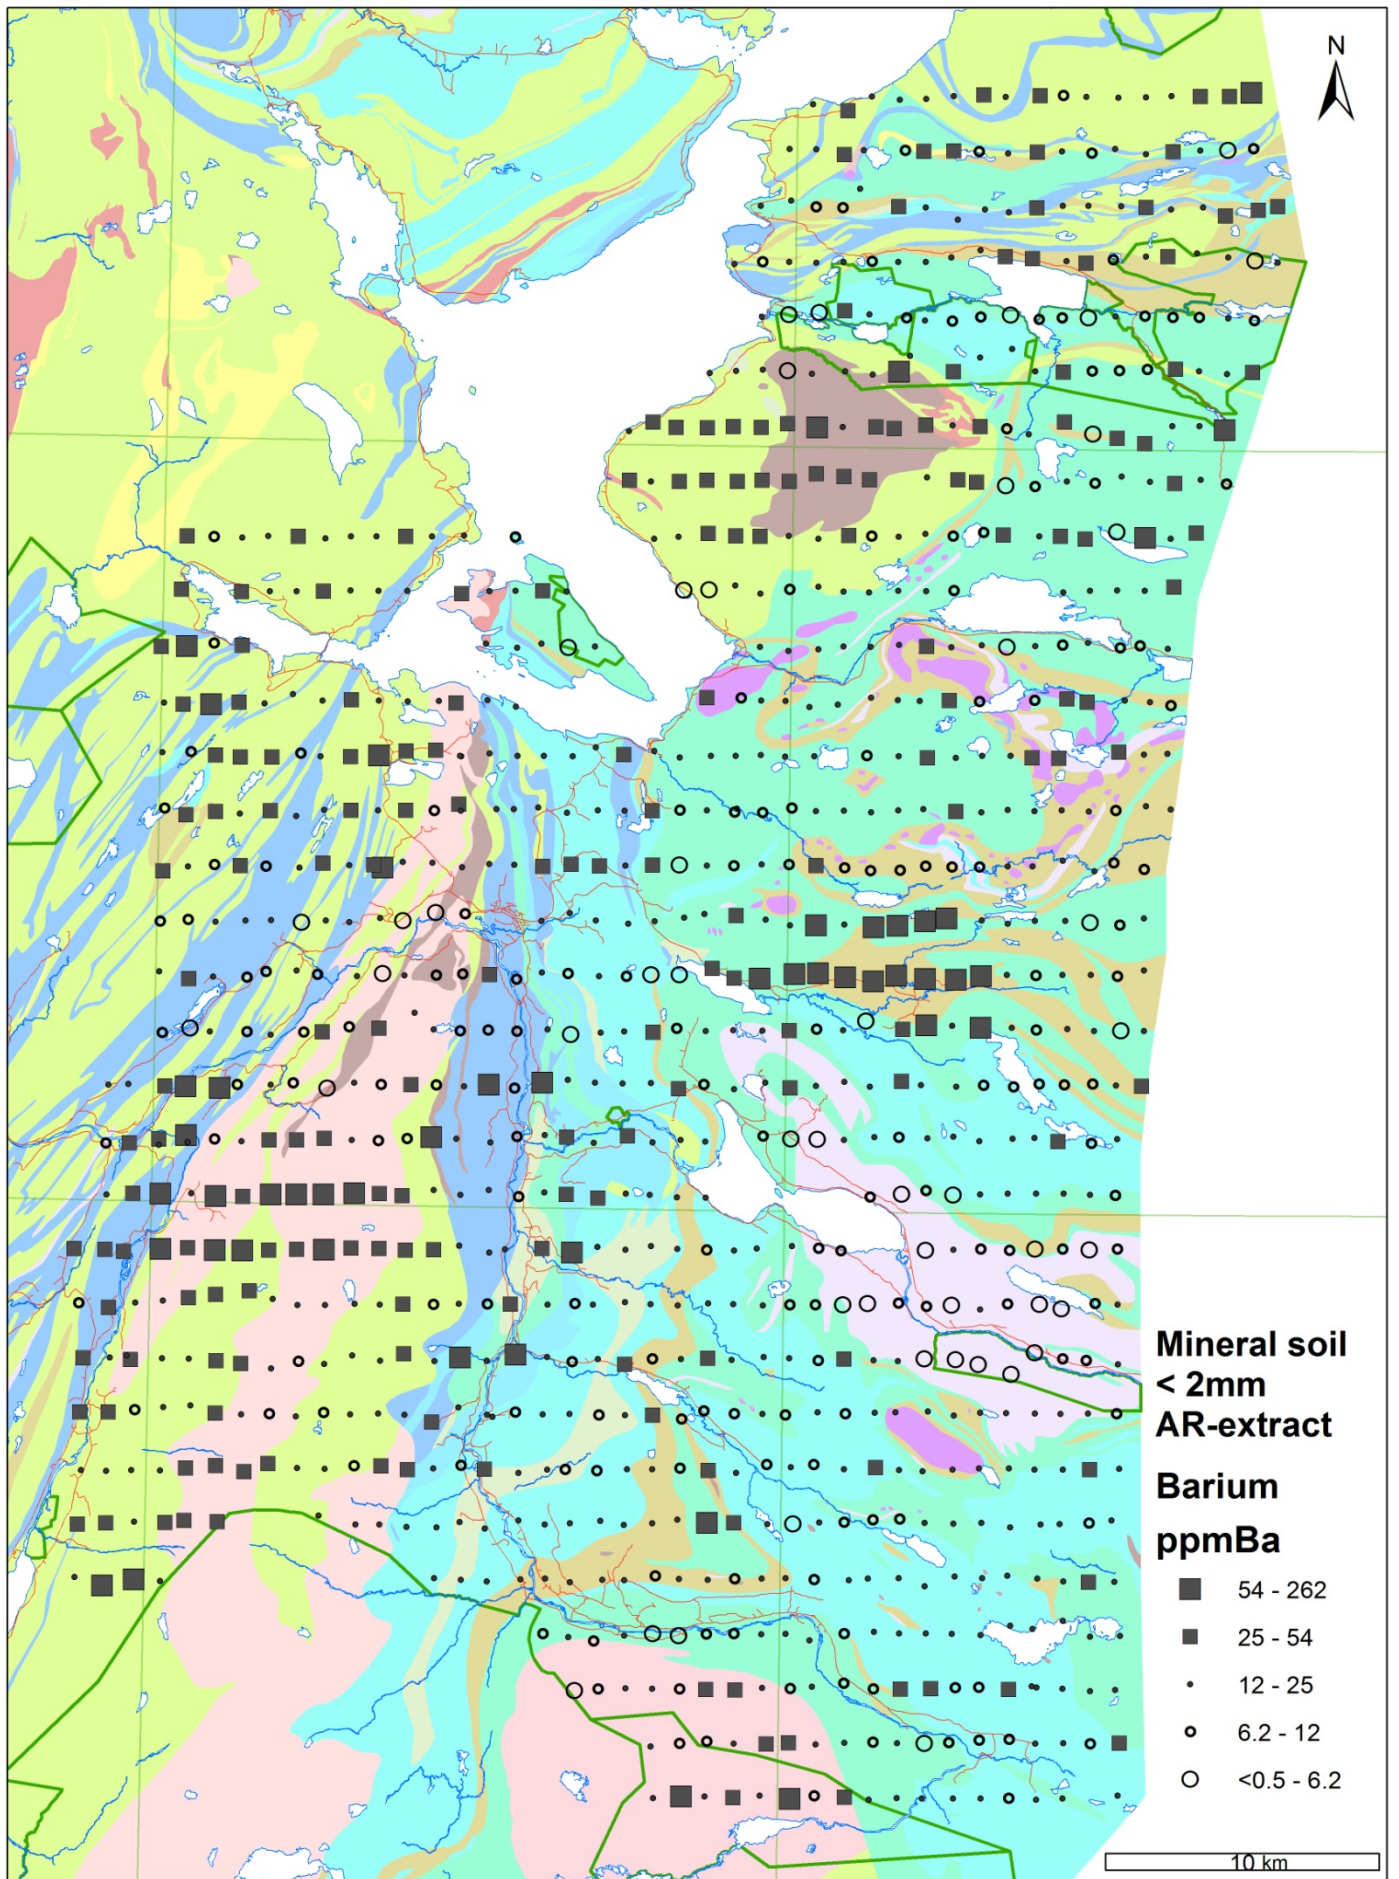 N
Mineral soil
< 2mm
AR-extract
Barium
ppmBa
54 - 262
25 - 54
12 - 25
6.2 - 12
<0.5 - 6.2
10 km